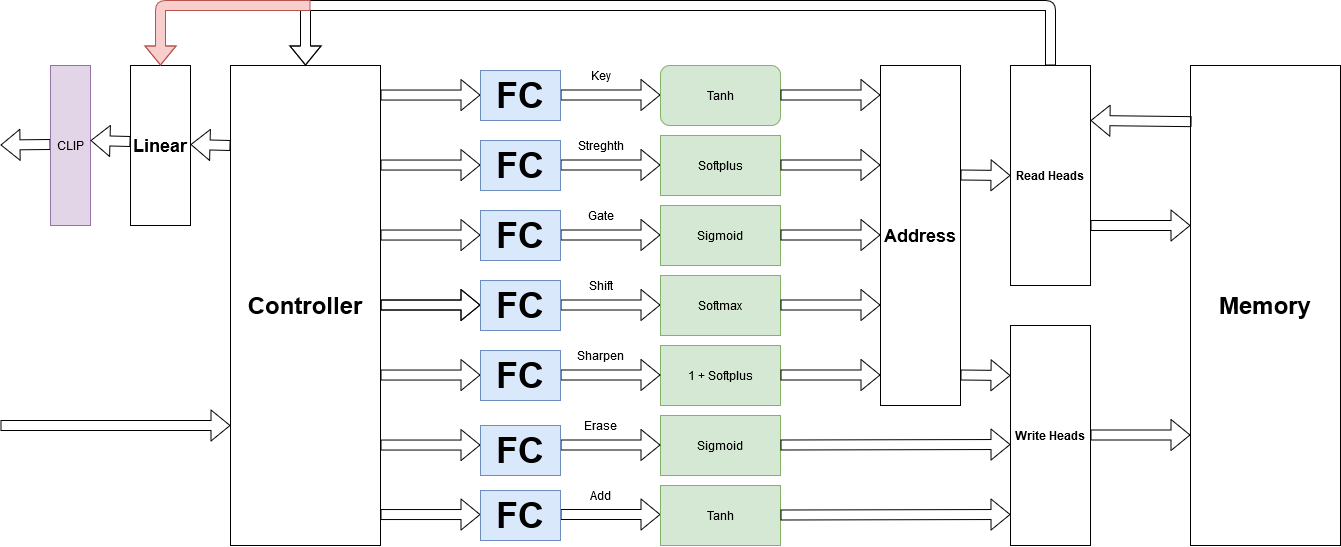 FC
Key
Tanh
CLIP
Linear
FC
Streghth
Softplus
Read Heads
FC
Gate
Sigmoid
Address
Controller
FC
Shift
Softmax
Memory
FC
Sharpen
1 + Softplus
FC
Erase
Sigmoid
Write Heads
FC
Add
Tanh